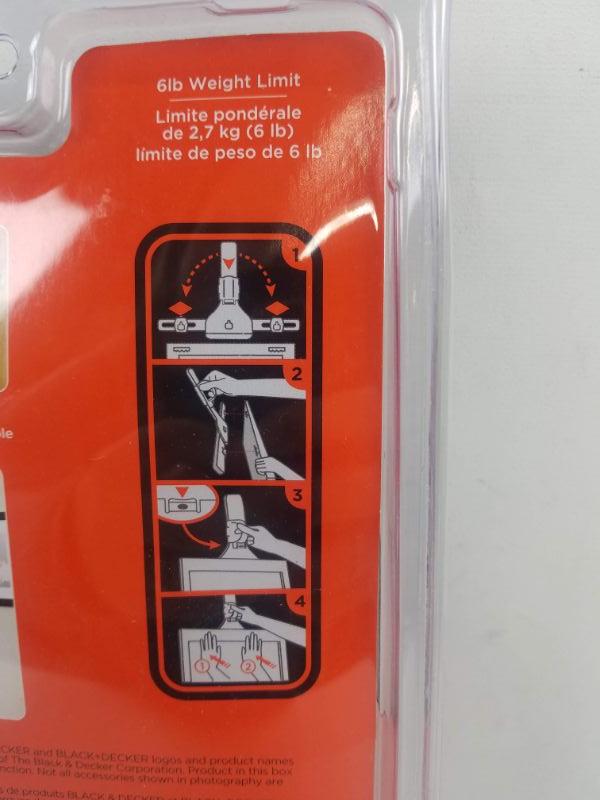 6lb Weight Limit
Limite pondérale
de 2,7 kg (6 lb)
límite de peso de 6 lb
1
2
3
4
1 2
CKER and BLACK+DECKER logos and product names
of The Black & Decker Corporation. Product in this box
nction. Not all accessories shown in photography are
s de produits BLACK & DECKER et